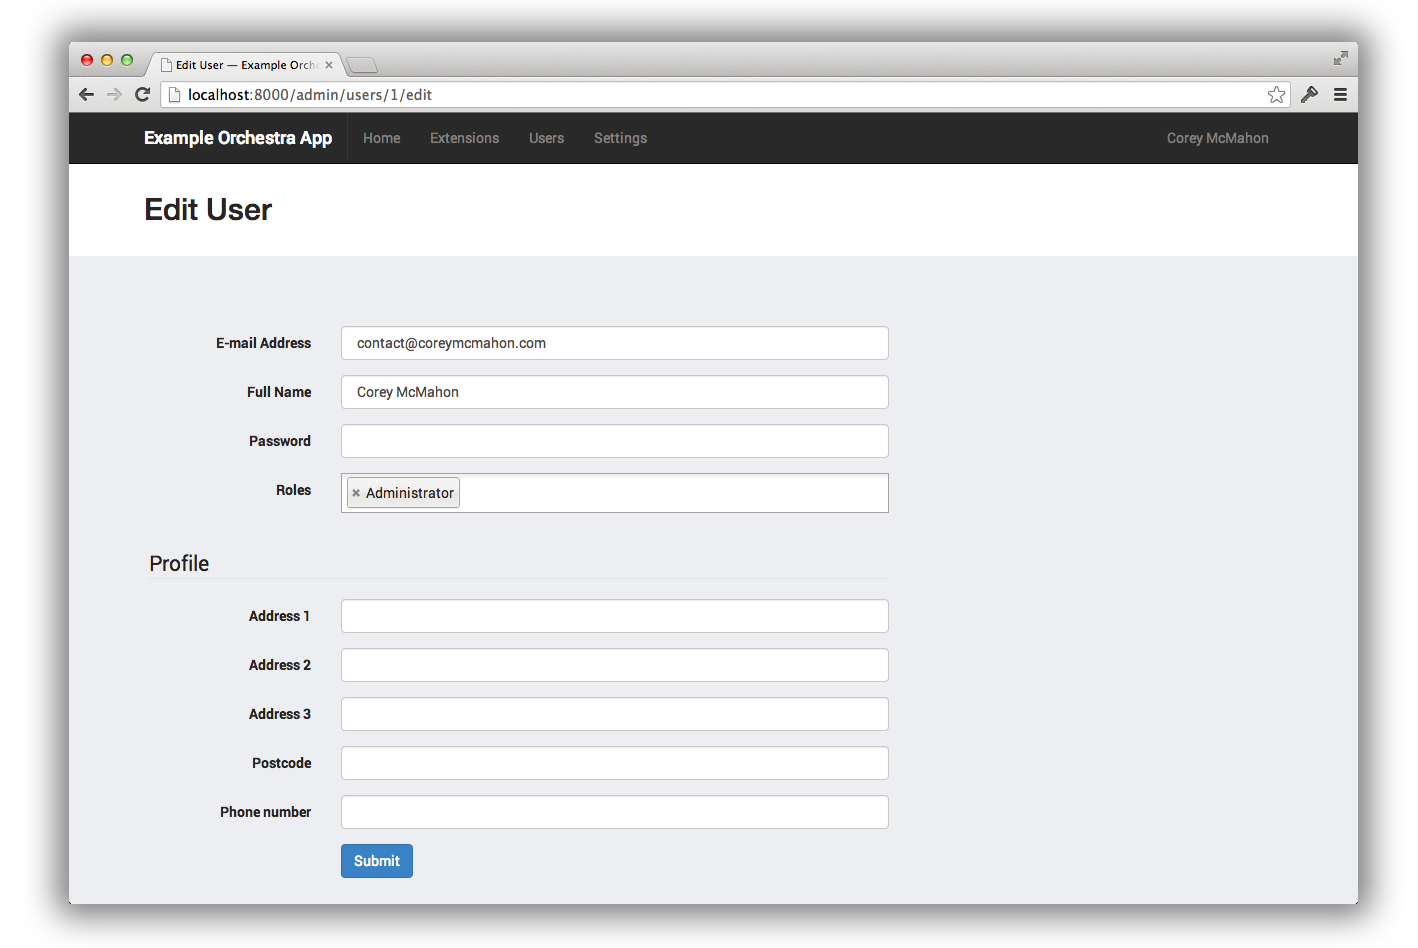 Edit User — Example Orche
localhost:8000/admin/users/1/edit
Example Orchestra App Home Extensions Users Settings Corey McMahon
Edit User
E-mail Address contact@coreymcmahon.com
Full Name Corey McMahon
Password
Roles × Administrator
Profile
Address 1
Address 2
Address 3
Postcode
Phone number
Submit